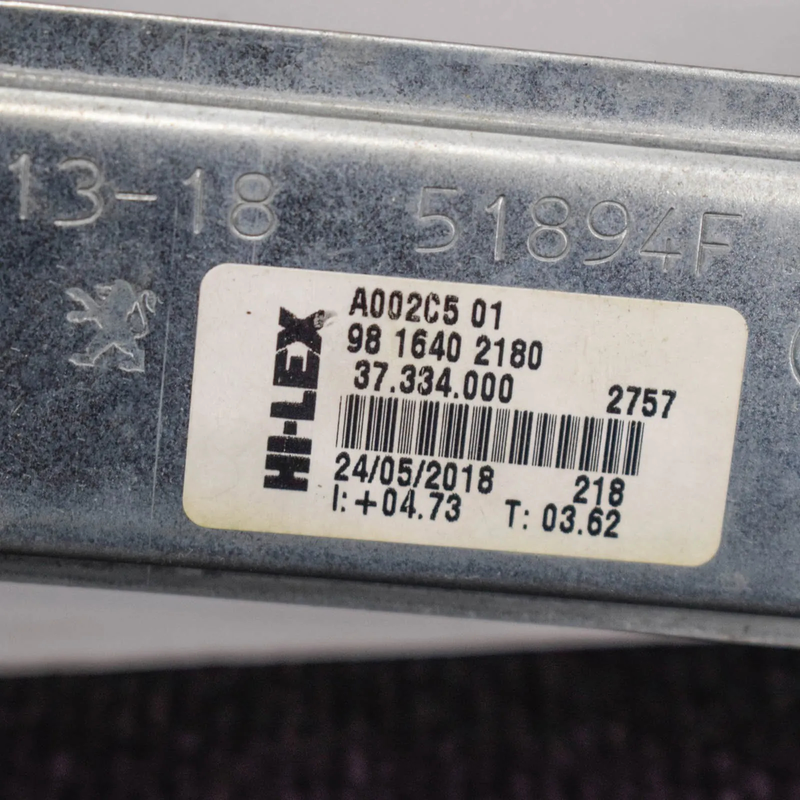 13-18 51894F
HI-LEX
A002C5 01
98 1640 2180
37.334.000 2757
24/05/2018 218
I: +04.73 T: 03.62